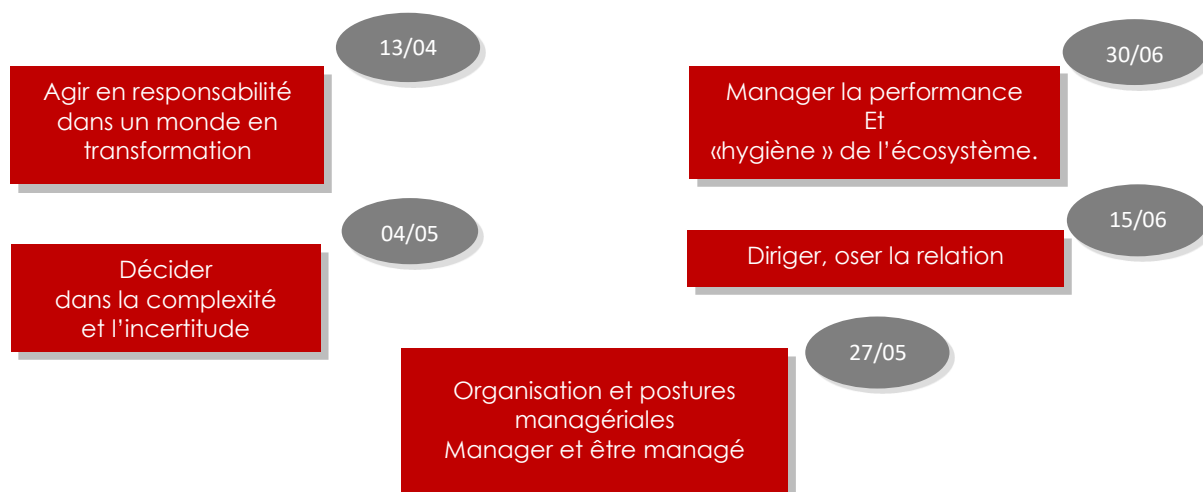 13/04
Agir en responsabilité
dans un monde en
transformation
30/06
Manager la performance
Et
«hygiène » de l’écosystème.
04/05
Décider
dans la complexité
et l’incertitude
15/06
Diriger, oser la relation
27/05
Organisation et postures
managériales
Manager et être managé